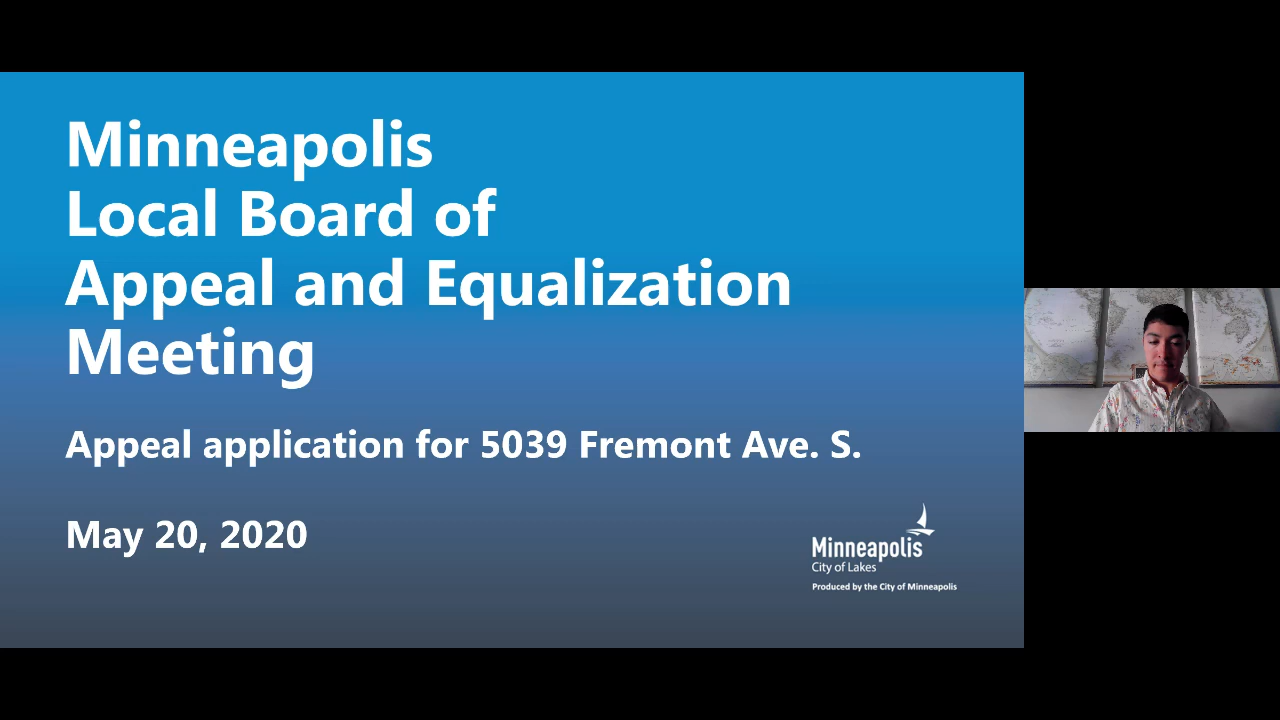 Minneapolis
Local Board of
Appeal and Equalization
Meeting
Appeal application for 5039 Fremont Ave. S.
May 20, 2020
Minneapolis
City of Lakes
Produced by the City of Minneapolis